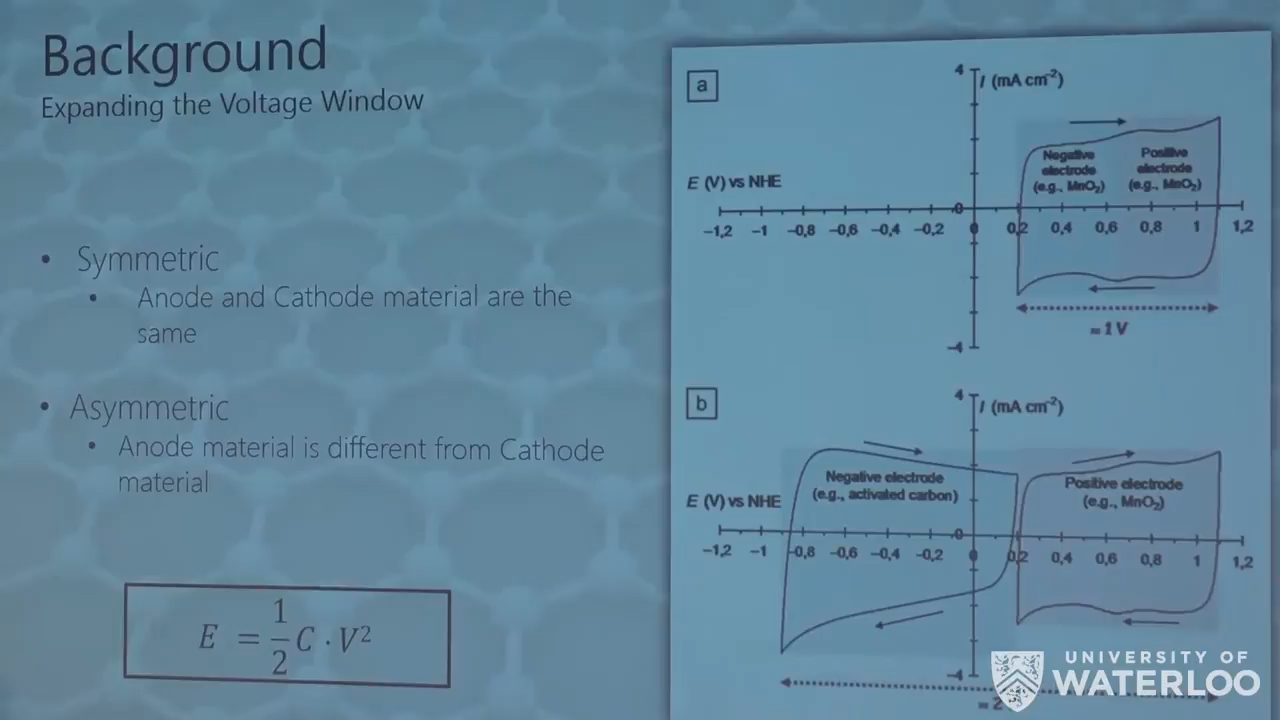 Background
Expanding the Voltage Window
• Symmetric
• Anode and Cathode material are the
same
• Asymmetric
• Anode material is different from Cathode
material
E = 1/2 C · V²
a
4
I (mA cm⁻²)
Negative
electrode
(e.g., MnO₂)
Positive
electrode
(e.g., MnO₂)
E (V) vs NHE
0
−1,2 −1 −0,8 −0,6 −0,4 −0,2 0 0,2 0,4 0,6 0,8 1 1,2
≈ 1 V
−4
b
4
I (mA cm⁻²)
Negative electrode
(e.g., activated carbon)
Positive electrode
(e.g., MnO₂)
E (V) vs NHE
0
−1,2 −1 −0,8 −0,6 −0,4 −0,2 0 0,2 0,4 0,6 0,8 1 1,2
−4
≈ 2
UNIVERSITY OF
WATERLOO